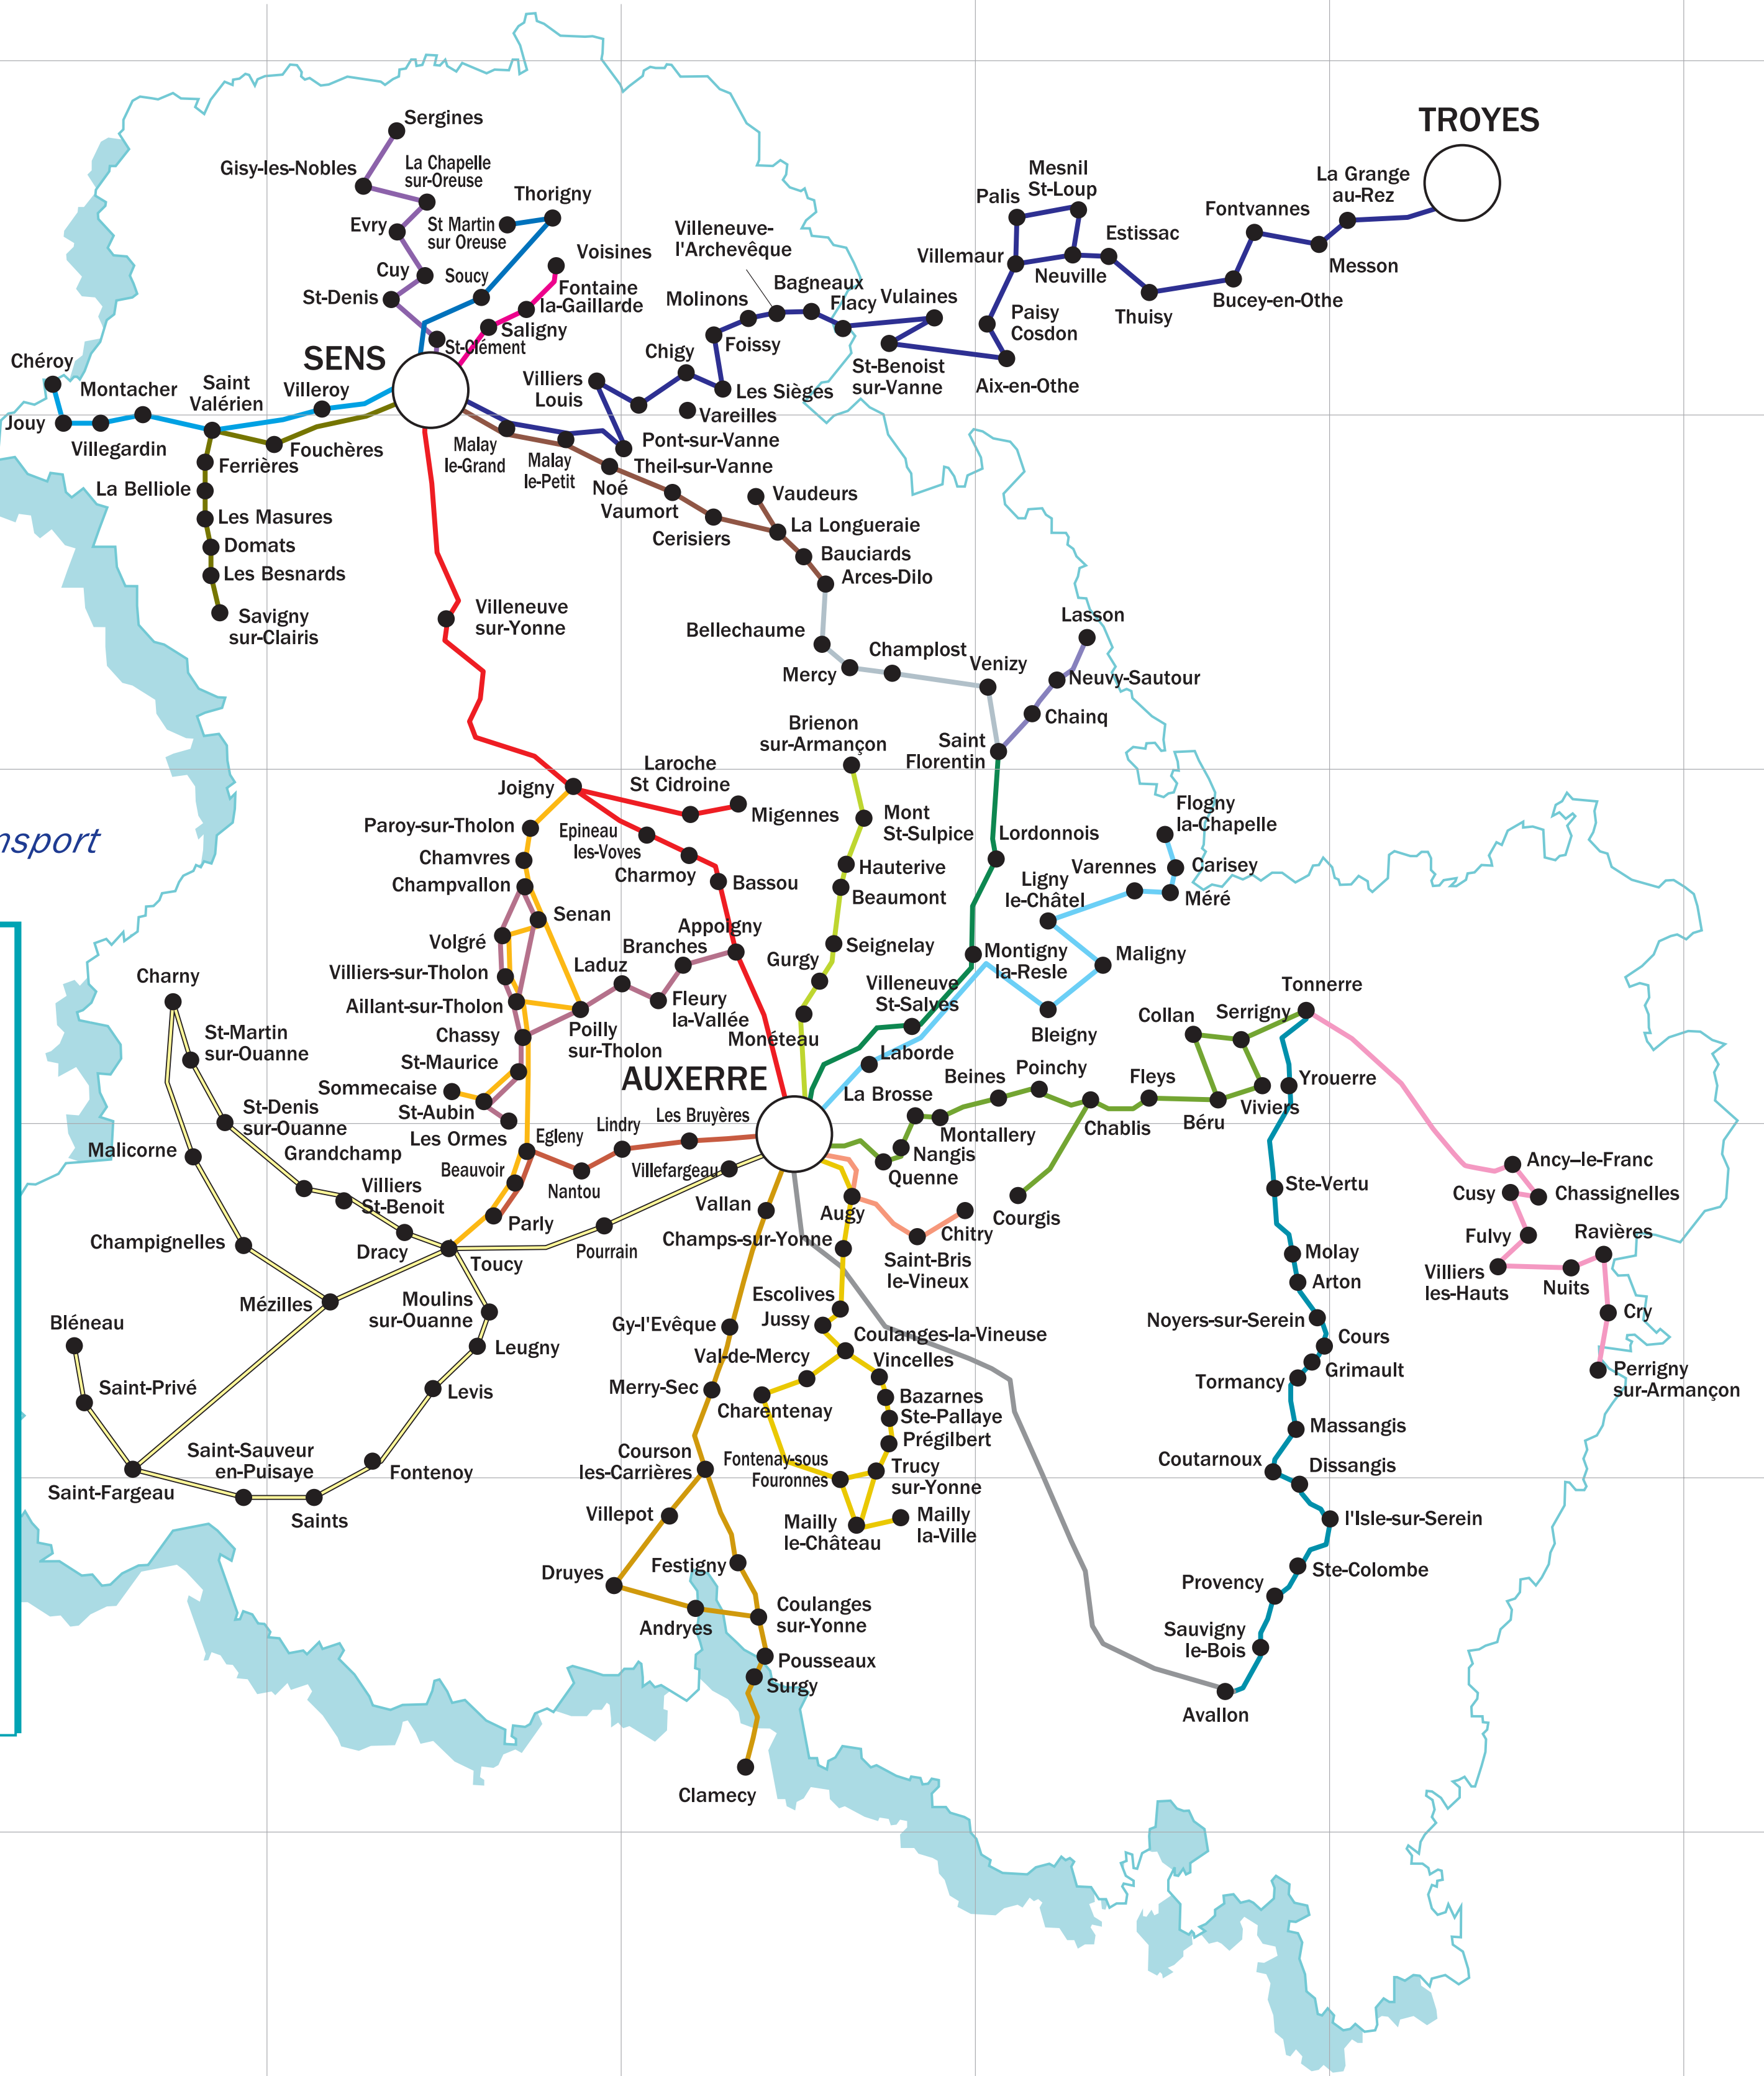 TROYES
Sergines
Gisy-les-Nobles
La Chapelle
sur-Oreuse
Thorigny
Evry
St Martin
sur Oreuse
Voisines
Cuy
Soucy
St-Denis
Fontaine
la-Gaillarde
Saligny
St-Clément
SENS
Villeneuve-
l'Archevêque
Bagneaux
Molinons
Flacy
Vulaines
Foissy
Chigy
Villiers
Louis
Les Sièges
St-Benoist
sur-Vanne
Vareilles
Palis
Mesnil
St-Loup
Villemaur
Neuville
Estissac
Paisy
Cosdon
Aix-en-Othe
Thuisy
Fontvannes
Bucey-en-Othe
La Grange
au-Rez
Messon
Chéroy
Montacher
Saint
Valérien
Villeroy
Jouy
Villegardin
Fouchères
Ferrières
La Belliole
Les Masures
Domats
Les Besnards
Savigny
sur-Clairis
Malay
le-Grand
Malay
le-Petit
Pont-sur-Vanne
Theil-sur-Vanne
Noé
Vaumort
Vaudeurs
Cerisiers
La Longueraie
Bauciards
Arces-Dilo
Villeneuve
sur-Yonne
Bellechaume
Mercy
Champlost
Venizy
Lasson
Neuvy-Sautour
Chainq
Saint
Florentin
Brienon
sur-Armançon
Mont
St-Sulpice
Hauterive
Beaumont
Seignelay
Gurgy
Monéteau
Laroche
St Cidroine
Migennes
Joigny
Epineau
les-Voves
Charmoy
Bassou
Appoigny
Paroy-sur-Tholon
Chamvres
Champvallon
Senan
Volgré
Villiers-sur-Tholon
Aillant-sur-Tholon
Branches
Laduz
Fleury
la-Vallée
Poilly
sur-Tholon
Chassy
St-Maurice
Sommecaise
St-Aubin
Les Ormes
nsport
Lordonnois
Flogny
la-Chapelle
Varennes
Carisey
Méré
Ligny
le-Châtel
Montigny
la-Resle
Maligny
Bleigny
Villeneuve
St-Salves
Laborde
AUXERRE
La Brosse
Beines
Poinchy
Fleys
Collan
Serrigny
Tonnerre
Yrouerre
Viviers
Béru
Chablis
Montallery
Nangis
Quenne
Courgis
Charny
St-Martin
sur-Ouanne
St-Denis
sur-Ouanne
Malicorne
Grandchamp
Villiers
St-Benoit
Dracy
Champignelles
Toucy
Mézilles
Egleny
Lindry
Les Bruyères
Beauvoir
Nantou
Villefargeau
Parly
Pourrain
Moulins
sur-Ouanne
Leugny
Levis
Bléneau
Saint-Privé
Saint-Sauveur
en-Puisaye
Fontenoy
Saint-Fargeau
Saints
Vallan
Augy
Chitry
Saint-Bris
le-Vineux
Champs-sur-Yonne
Escolives
Jussy
Coulanges-la-Vineuse
Gy-l'Evêque
Val-de-Mercy
Vincelles
Merry-Sec
Charentenay
Bazarnes
Ste-Pallaye
Prégilbert
Courson
les-Carrières
Fontenay-sous
Fouronnes
Trucy
sur-Yonne
Villepot
Mailly
le-Château
Mailly
la-Ville
Druyes
Festigny
Andryes
Coulanges
sur-Yonne
Pousseaux
Surgy
Clamecy
Ste-Vertu
Molay
Arton
Noyers-sur-Serein
Cours
Grimault
Tormancy
Massangis
Coutarnoux
Dissangis
l'Isle-sur-Serein
Ste-Colombe
Provency
Sauvigny
le-Bois
Avallon
Ancy–le-Franc
Cusy
Chassignelles
Fulvy
Ravières
Villiers
les-Hauts
Nuits
Cry
Perrigny
sur-Armançon